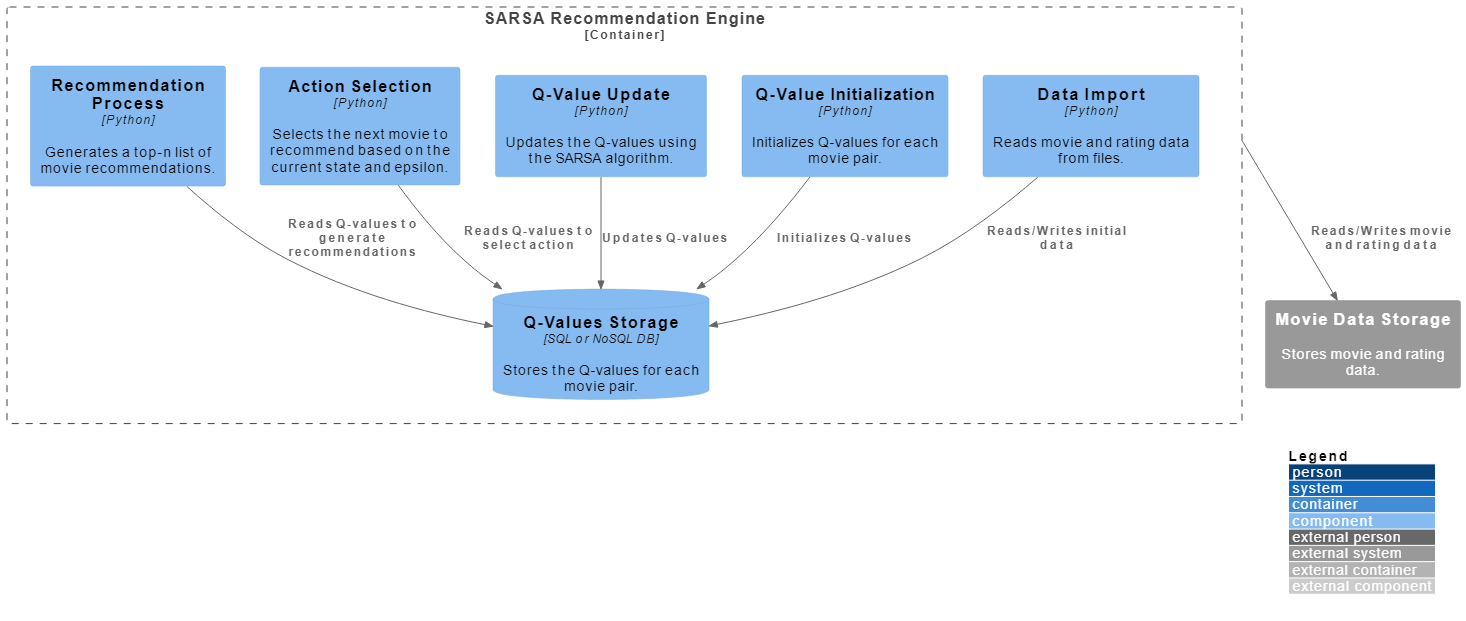 SARSA Recommendation Engine
[Container]
Recommendation
Process
[Python]
Generates a top-n list of
movie recommendations.
Action Selection
[Python]
Selects the next movie to
recommend based on the
current state and epsilon.
Q-Value Update
[Python]
Updates the Q-values using
the SARSA algorithm.
Q-Value Initialization
[Python]
Initializes Q-values for each
movie pair.
Data Import
[Python]
Reads movie and rating data
from files.
Reads Q-values to
generate
recommendations
Reads Q-values to
select action
Updates Q-values
Initializes Q-values
Reads/Writes initial
data
Reads/Writes movie
and rating data
Q-Values Storage
[SQL or NoSQL DB]
Stores the Q-values for each
movie pair.
Movie Data Storage
Stores movie and rating
data.
Legend
person
system
container
component
external person
external system
external container
external component